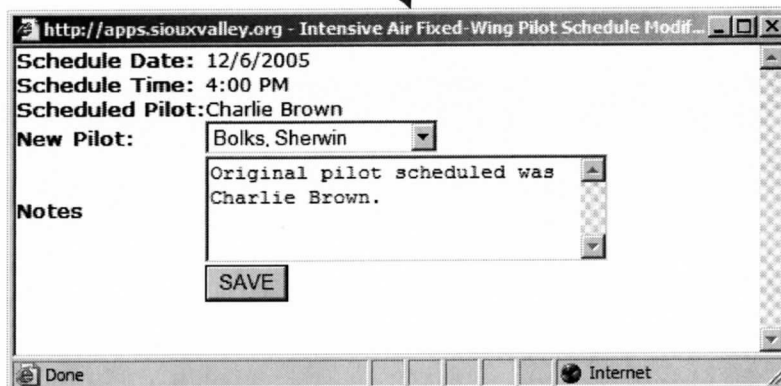 http://apps.siouxvalley.org - Intensive Air Fixed-Wing Pilot Schedule Modif...
Schedule Date: 12/6/2005
Schedule Time: 4:00 PM
Scheduled Pilot:Charlie Brown
New Pilot: Bolks, Sherwin
Notes
Original pilot scheduled was
Charlie Brown.
SAVE
Done Internet